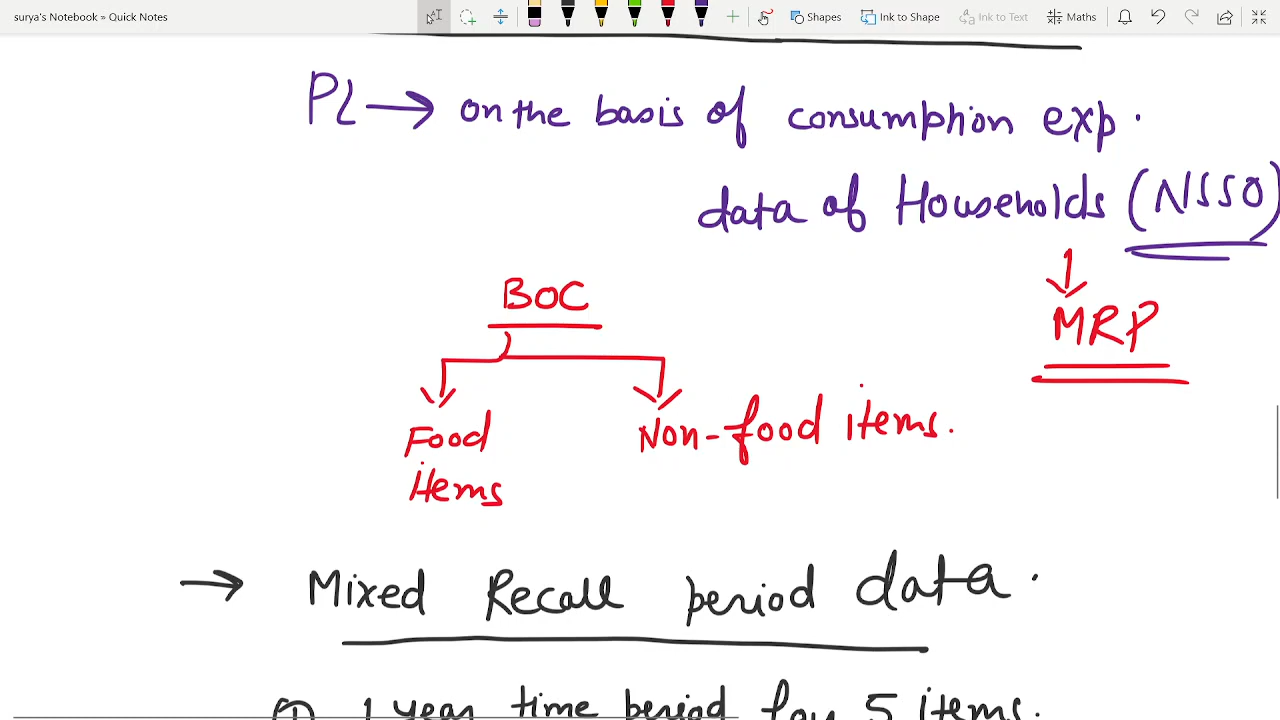 surya's Notebook » Quick Notes
Shapes Ink to Shape Ink to Text Maths
PL → on the basis of consumption exp.
data of Households (NSSO)
↓
MRP
BOC
Food items
Non-food items.
→ Mixed Recall period data.
① 1 year time period for 5 items.